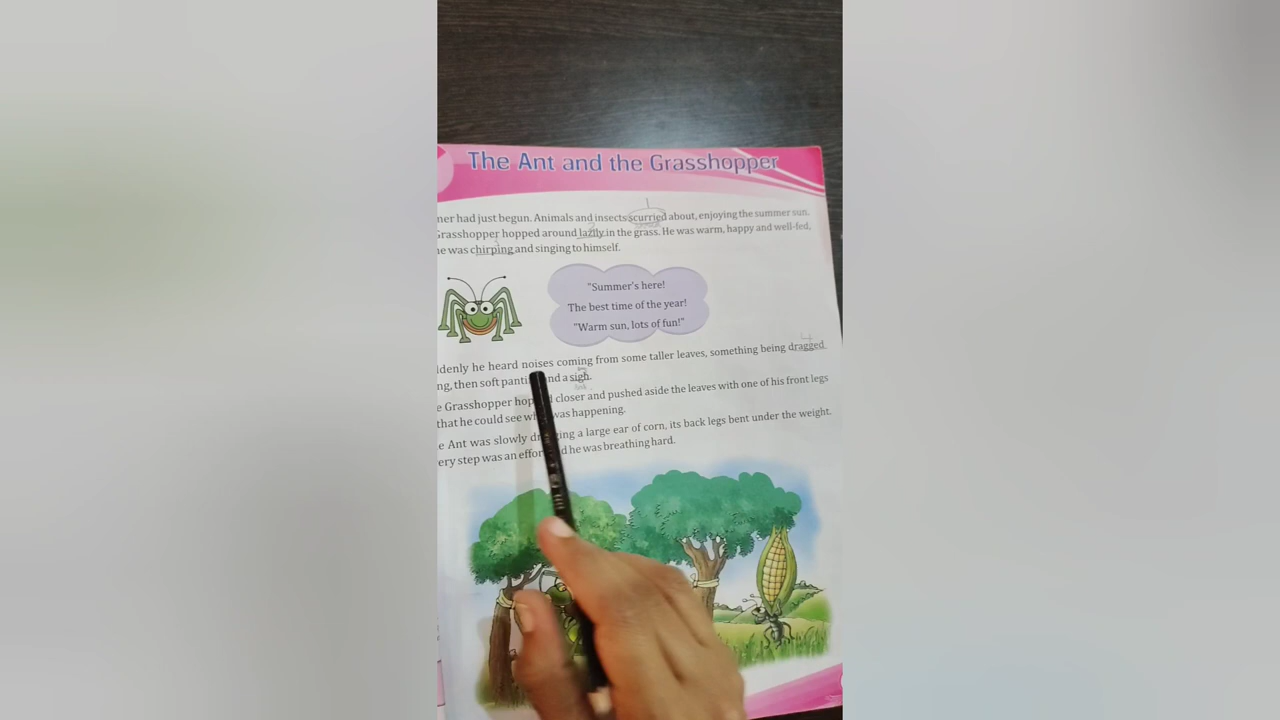 The Ant and the Grasshopper
ner had just begun. Animals and insects scurried about, enjoying the summer sun.
Grasshopper hopped around lazily in the grass. He was warm, happy and well-fed,
he was chirping and singing to himself.
"Summer's here!
The best time of the year!
"Warm sun, lots of fun!"
ldenly he heard noises coming from some taller leaves, something being dragged
ng, then soft panti nd a sigh.
e Grasshopper hop d closer and pushed aside the leaves with one of his front legs
that he could see wh was happening.
e Ant was slowly dr ging a large ear of corn, its back legs bent under the weight.
ery step was an effor d he was breathing hard.